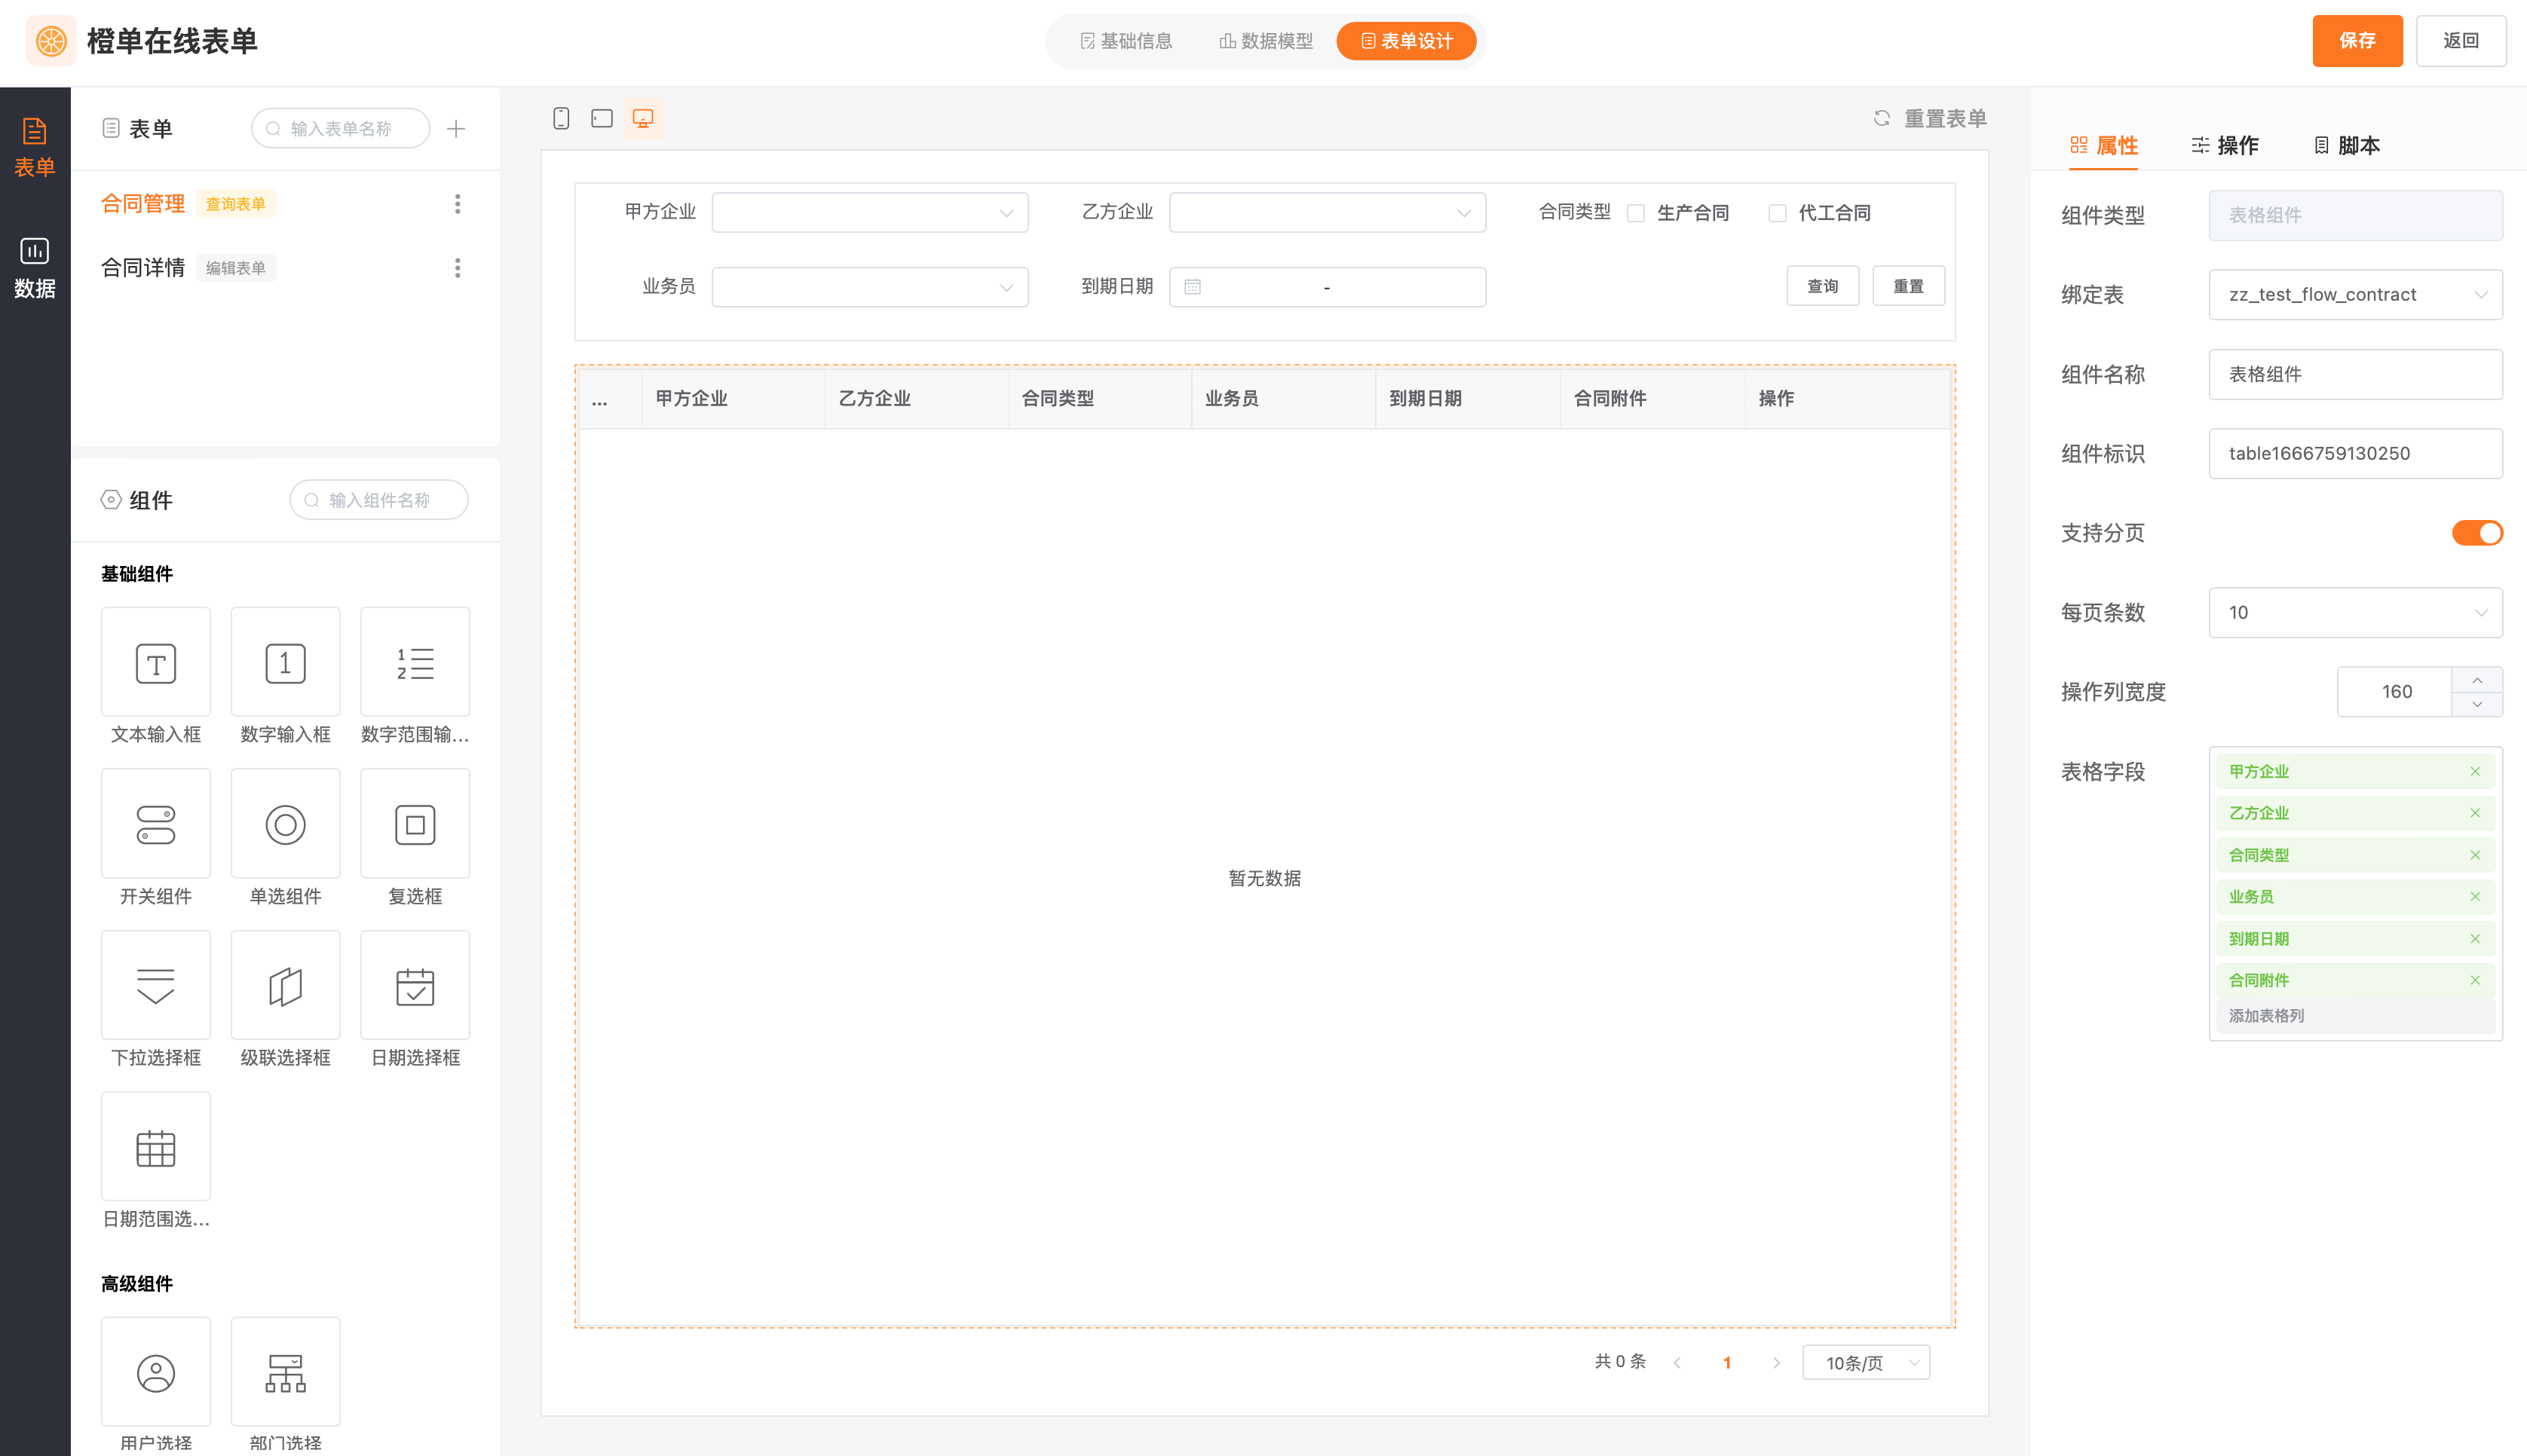 橙单在线表单
基础信息
数据模型
表单设计
保存
返回
表单
数据
表单
输入表单名称
合同管理
查询表单
合同详情
编辑表单
组件
输入组件名称
基础组件
文本输入框
数字输入框
数字范围输...
开关组件
单选组件
复选框
下拉选择框
级联选择框
日期选择框
日期范围选...
高级组件
用户选择
部门选择
重置表单
甲方企业
乙方企业
合同类型
生产合同
代工合同
业务员
到期日期
-
查询
重置
...
甲方企业
乙方企业
合同类型
业务员
到期日期
合同附件
操作
暂无数据
共 0 条
1
10条/页
属性
操作
脚本
组件类型
表格组件
绑定表
zz_test_flow_contract
组件名称
表格组件
组件标识
table1666759130250
支持分页
每页条数
10
操作列宽度
160
表格字段
甲方企业
乙方企业
合同类型
业务员
到期日期
合同附件
添加表格列